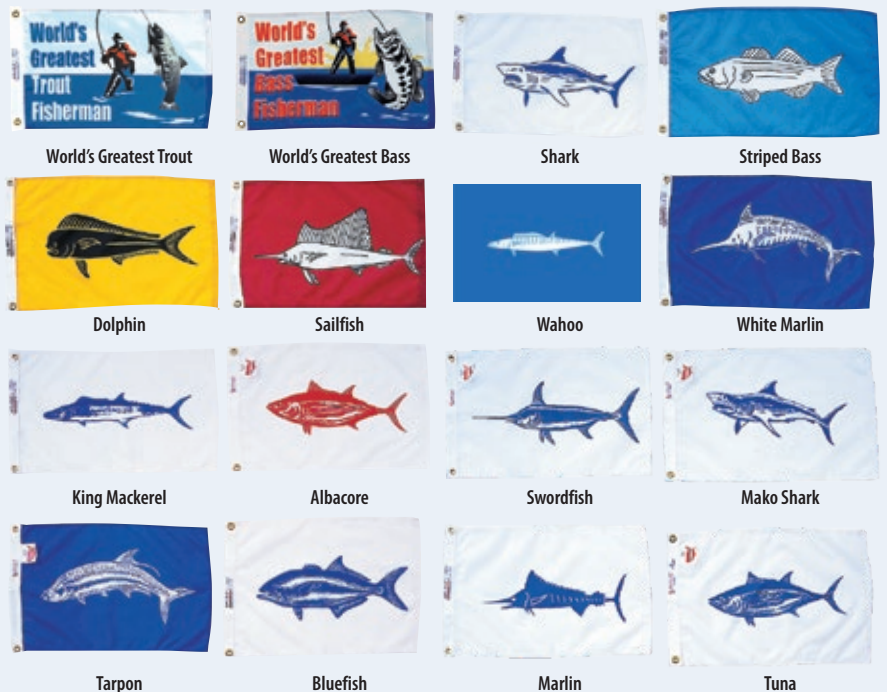 World's
Greatest
Trout
Fisherman
World's
Greatest
Bass
Fisherman
World's Greatest Trout
World's Greatest Bass
Shark
Striped Bass
Dolphin
Sailfish
Wahoo
White Marlin
King Mackerel
Albacore
Swordfish
Mako Shark
Tarpon
Bluefish
Marlin
Tuna